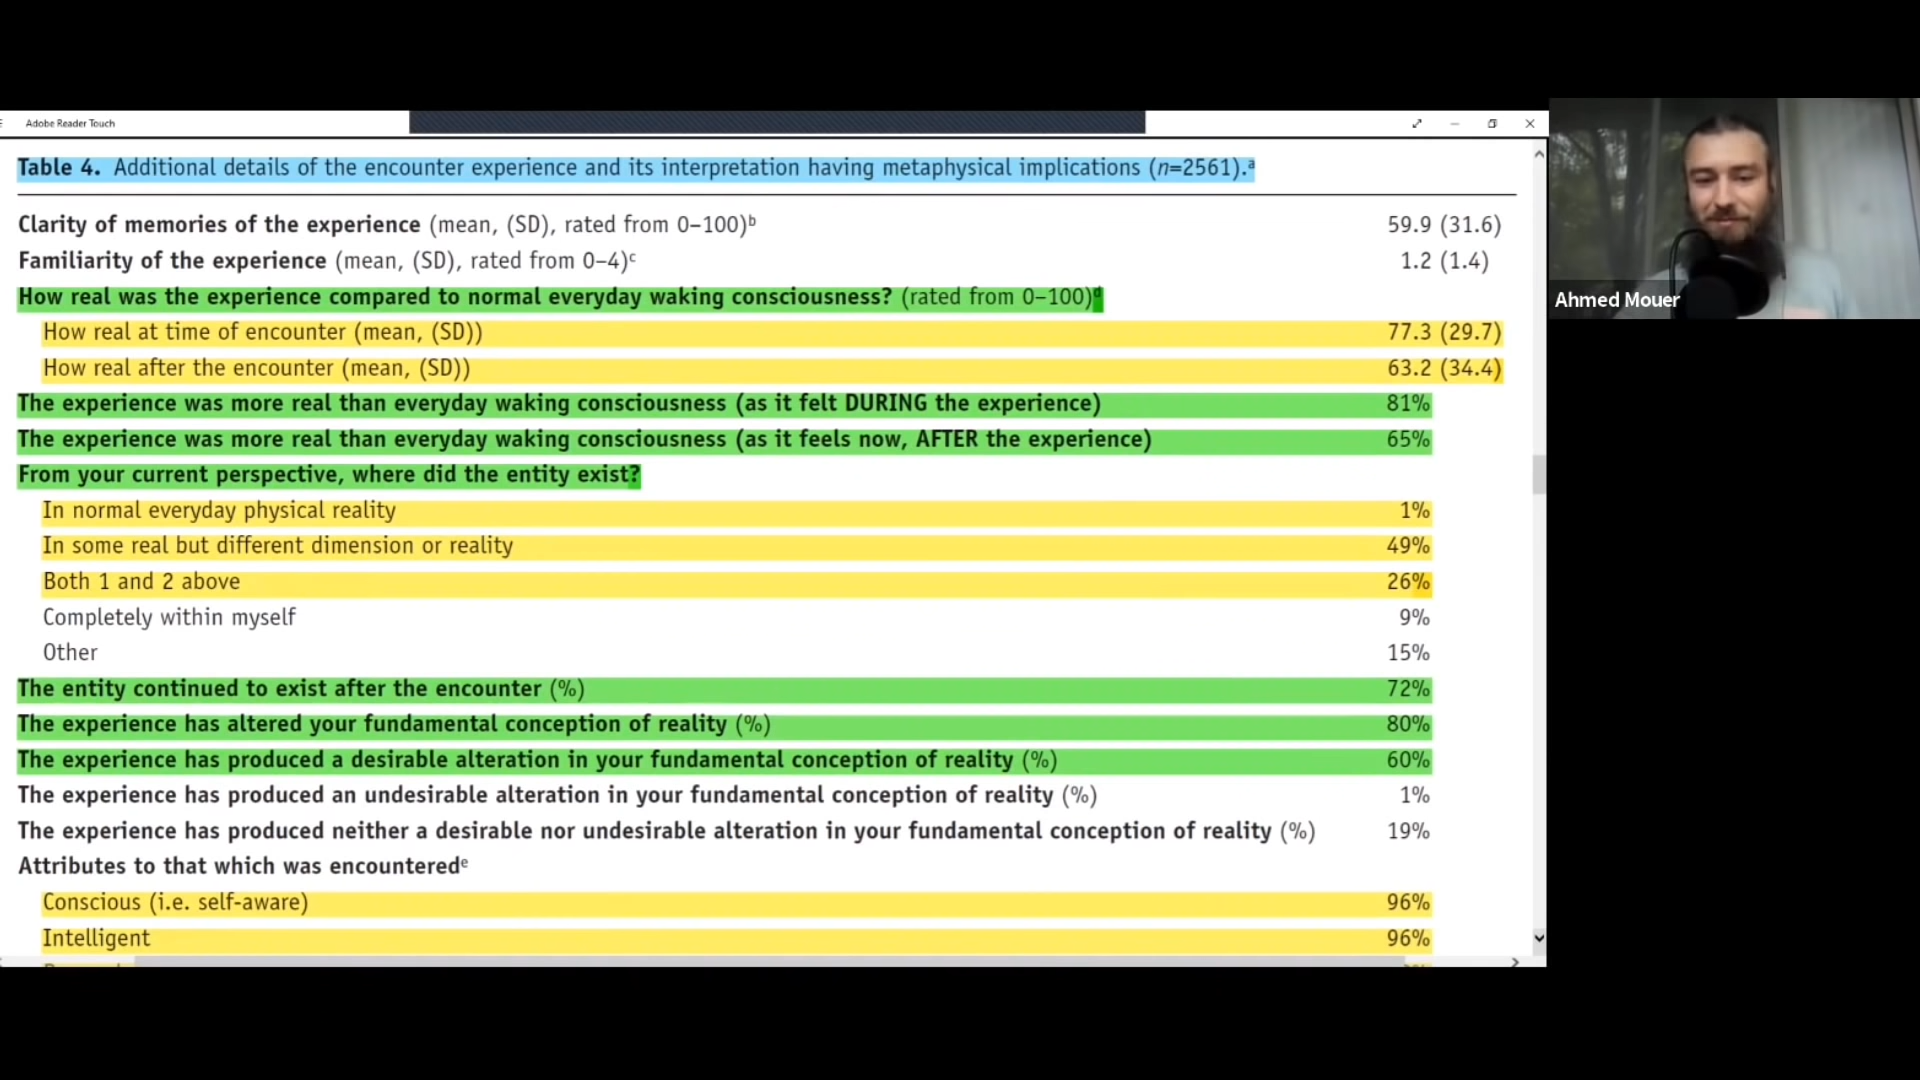 Adobe Reader Touch
Table 4. Additional details of the encounter experience and its interpretation having metaphysical implications (n=2561).ᵃ
Clarity of memories of the experience (mean, (SD), rated from 0–100)ᵇ 59.9 (31.6)
Familiarity of the experience (mean, (SD), rated from 0–4)ᶜ 1.2 (1.4)
How real was the experience compared to normal everyday waking consciousness? (rated from 0–100)ᵈ
How real at time of encounter (mean, (SD)) 77.3 (29.7)
How real after the encounter (mean, (SD)) 63.2 (34.4)
The experience was more real than everyday waking consciousness (as it felt DURING the experience) 81%
The experience was more real than everyday waking consciousness (as it feels now, AFTER the experience) 65%
From your current perspective, where did the entity exist?
In normal everyday physical reality 1%
In some real but different dimension or reality 49%
Both 1 and 2 above 26%
Completely within myself 9%
Other 15%
The entity continued to exist after the encounter (%) 72%
The experience has altered your fundamental conception of reality (%) 80%
The experience has produced a desirable alteration in your fundamental conception of reality (%) 60%
The experience has produced an undesirable alteration in your fundamental conception of reality (%) 1%
The experience has produced neither a desirable nor undesirable alteration in your fundamental conception of reality (%) 19%
Attributes to that which was encounteredᵉ
Conscious (i.e. self-aware) 96%
Intelligent 96%
Ahmed Mouer